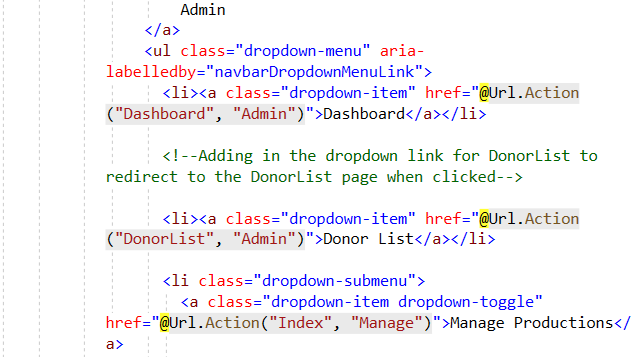 Admin
</a>
<ul class="dropdown-menu" aria-
labelledby="navbarDropdownMenuLink">
<li><a class="dropdown-item" href="@Url.Action
("Dashboard", "Admin")">Dashboard</a></li>
<!--Adding in the dropdown link for DonorList to
redirect to the DonorList page when clicked-->
<li><a class="dropdown-item" href="@Url.Action
("DonorList", "Admin")">Donor List</a></li>
<li class="dropdown-submenu">
<a class="dropdown-item dropdown-toggle"
href="@Url.Action("Index", "Manage")">Manage Productions</
a>